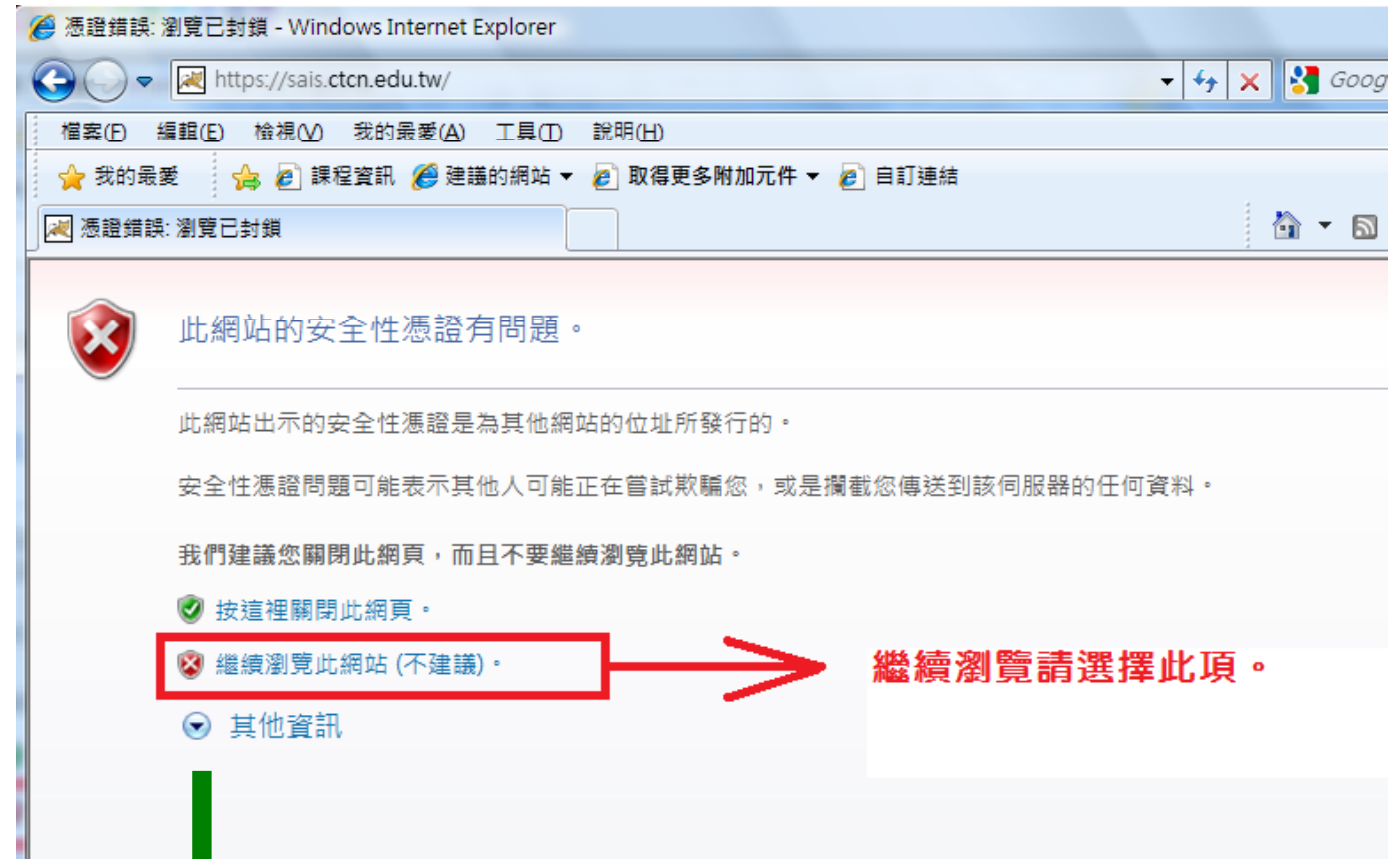 憑證錯誤: 瀏覽已封鎖 - Windows Internet Explorer
https://sais.ctcn.edu.tw/
Goog
檔案(F) 編輯(E) 檢視(V) 我的最愛(A) 工具(T) 說明(H)
我的最愛 課程資訊 建議的網站 取得更多附加元件 自訂連結
憑證錯誤: 瀏覽已封鎖
此網站的安全性憑證有問題。
此網站出示的安全性憑證是為其他網站的位址所發行的。
安全性憑證問題可能表示其他人可能正在嘗試欺騙您，或是攔截您傳送到該伺服器的任何資料。
我們建議您關閉此網頁，而且不要繼續瀏覽此網站。
按這裡關閉此網頁。
繼續瀏覽此網站 (不建議)。
繼續瀏覽請選擇此項。
其他資訊